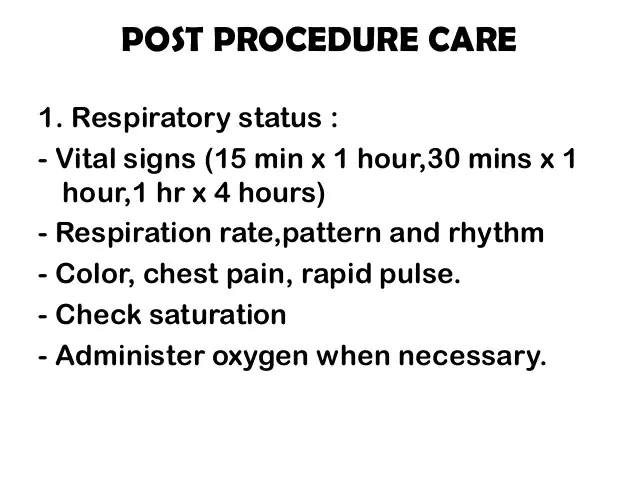 POST PROCEDURE CARE
1. Respiratory status :
- Vital signs (15 min x 1 hour,30 mins x 1
hour,1 hr x 4 hours)
- Respiration rate,pattern and rhythm
- Color, chest pain, rapid pulse.
- Check saturation
- Administer oxygen when necessary.